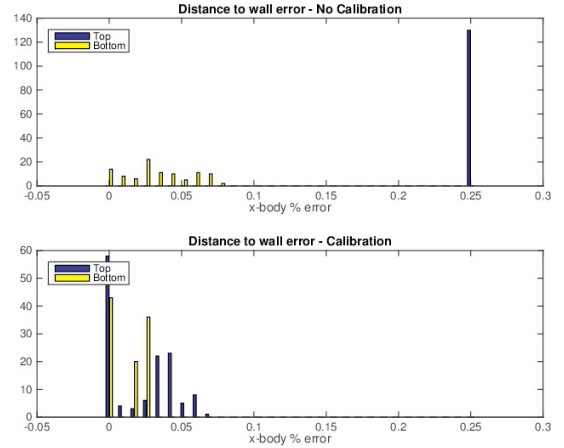 Distance to wall error - No Calibration
140
120
100
80
60
40
20
0
Top
Bottom
-0.05 0 0.05 0.1 0.15 0.2 0.25 0.3
x-body % error
Distance to wall error - Calibration
60
50
40
30
20
10
0
Top
Bottom
-0.05 0 0.05 0.1 0.15 0.2 0.25 0.3
x-body % error